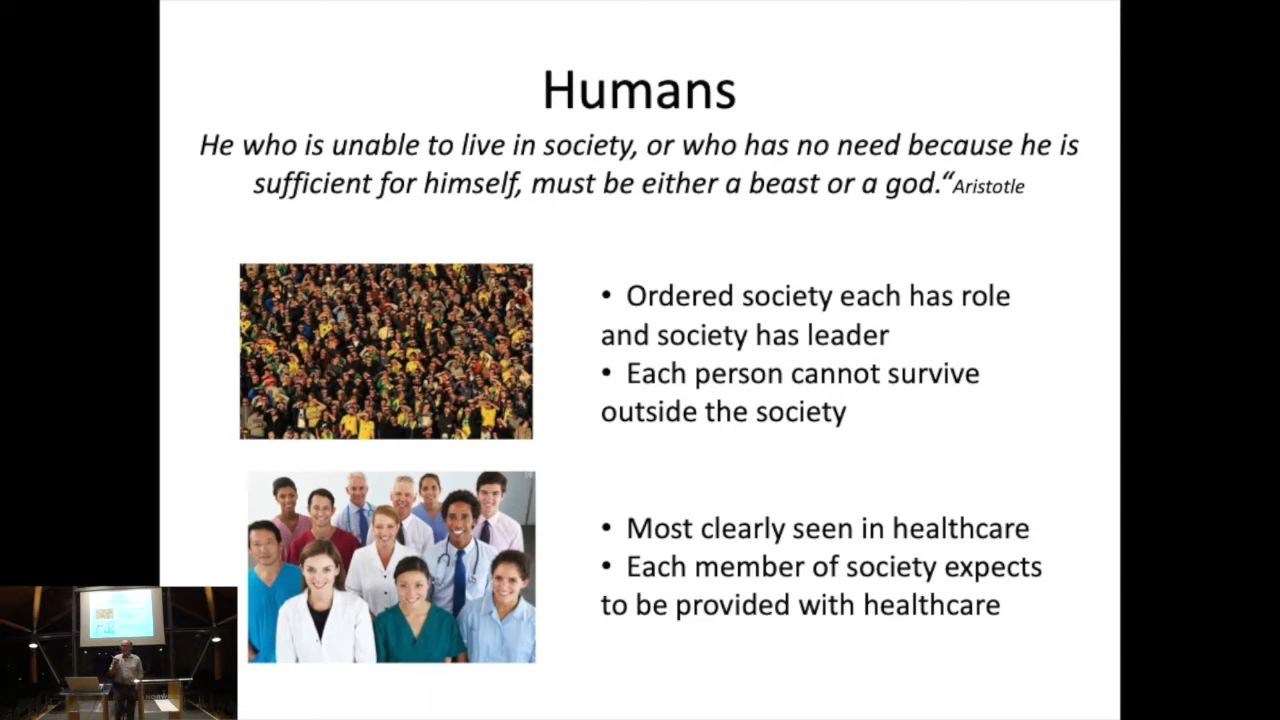 Humans
He who is unable to live in society, or who has no need because he is
sufficient for himself, must be either a beast or a god.“Aristotle
• Ordered society each has role
and society has leader
• Each person cannot survive
outside the society
• Most clearly seen in healthcare
• Each member of society expects
to be provided with healthcare